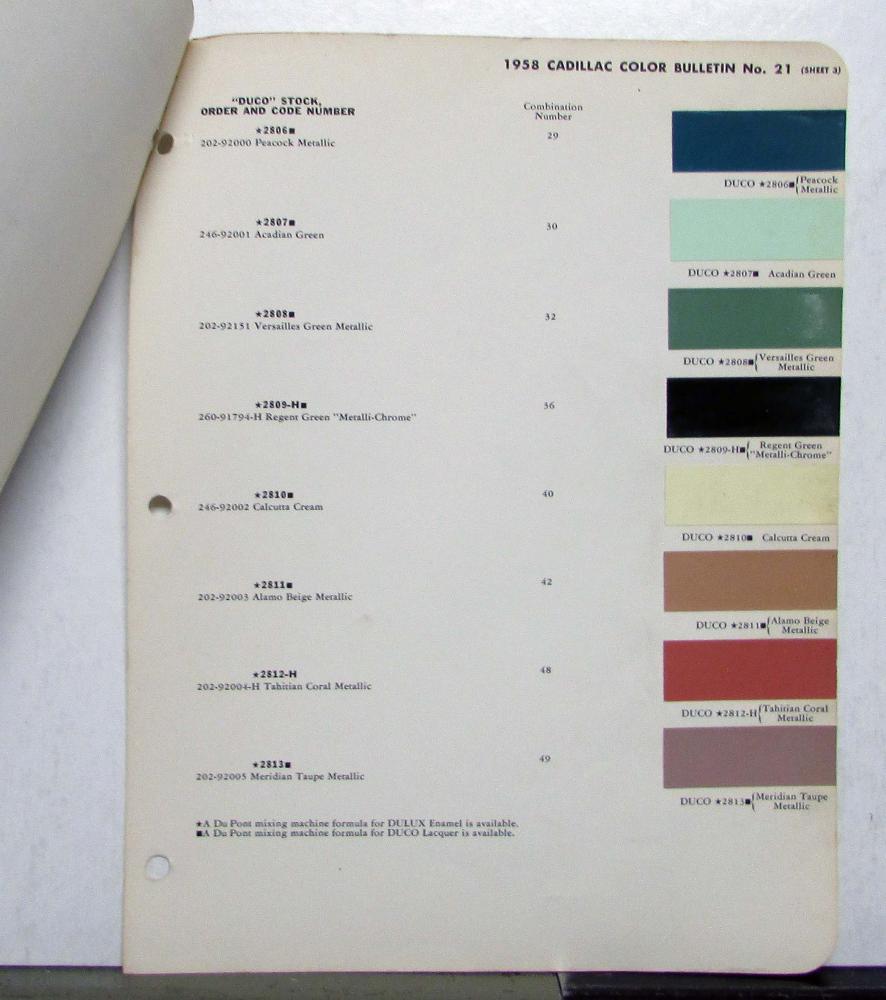 1958 CADILLAC COLOR BULLETIN No. 21 (SHEET 3)
"DUCO" STOCK,
ORDER AND CODE NUMBER
Combination
Number
★2806■
202-92000 Peacock Metallic
29
DUCO ★2806■{Peacock
Metallic
★2807■
246-92001 Acadian Green
30
DUCO ★2807■ Acadian Green
★2808■
202-92151 Versailles Green Metallic
32
DUCO ★2808■{Versailles Green
Metallic
★2809-H■
260-91794-H Regent Green "Metalli-Chrome"
36
DUCO ★2809-H■{Regent Green
"Metalli-Chrome"
★2810■
246-92002 Calcutta Cream
40
DUCO ★2810■ Calcutta Cream
★2811■
202-92003 Alamo Beige Metallic
42
DUCO ★2811■{Alamo Beige
Metallic
★2812-H
202-92004-H Tahitian Coral Metallic
48
DUCO ★2812-H{Tahitian Coral
Metallic
★2813■
202-92005 Meridian Taupe Metallic
49
DUCO ★2813■{Meridian Taupe
Metallic
★A Du Pont mixing machine formula for DULUX Enamel is available.
■A Du Pont mixing machine formula for DUCO Lacquer is available.